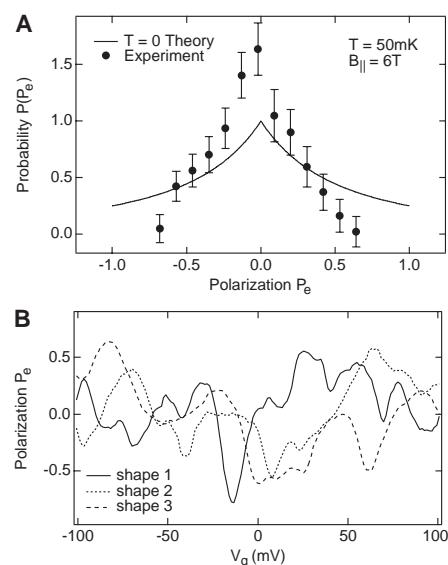 A
T = 0 Theory
Experiment
T = 50mK
B|| = 6T
Probability P(Pe)
1.5
1.0
0.5
0.0
-1.0 -0.5 0.0 0.5 1.0
Polarization Pe
B
Polarization Pe
0.5
0.0
-0.5
shape 1
shape 2
shape 3
-100 -50 0 50 100
Vg (mV)